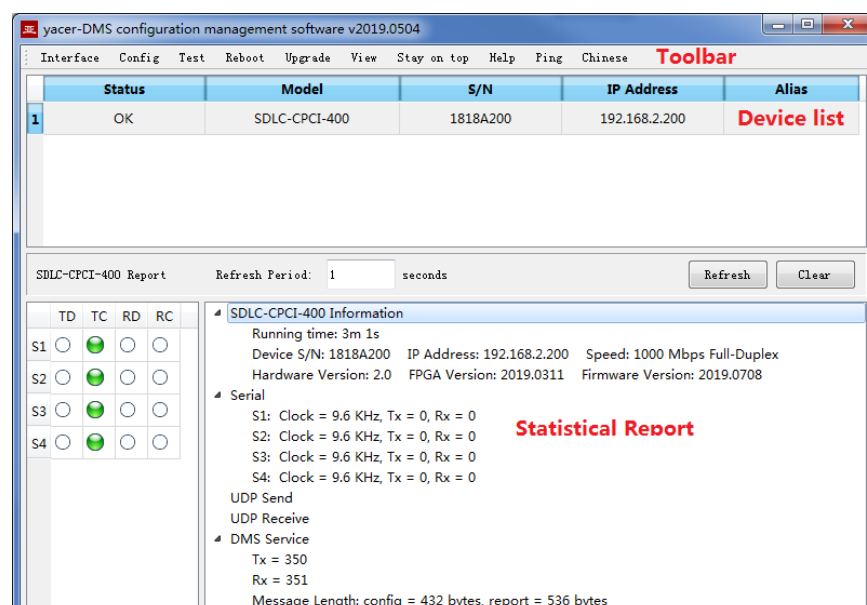 yacer-DMS configuration management software v2019.0504
Interface Config Test Reboot Upgrade View Stay on top Help Ping Chinese Toolbar
Status Model S/N IP Address Alias
1 OK SDLC-CPCI-400 1818A200 192.168.2.200 Device list
SDLC-CPCI-400 Report Refresh Period: 1 seconds Refresh Clear
TD TC RD RC
S1
S2
S3
S4
SDLC-CPCI-400 Information
Running time: 3m 1s
Device S/N: 1818A200 IP Address: 192.168.2.200 Speed: 1000 Mbps Full-Duplex
Hardware Version: 2.0 FPGA Version: 2019.0311 Firmware Version: 2019.0708
Serial
S1: Clock = 9.6 KHz, Tx = 0, Rx = 0
S2: Clock = 9.6 KHz, Tx = 0, Rx = 0
Statistical Report
S3: Clock = 9.6 KHz, Tx = 0, Rx = 0
S4: Clock = 9.6 KHz, Tx = 0, Rx = 0
UDP Send
UDP Receive
DMS Service
Tx = 350
Rx = 351
Message Length: config = 432 bytes, report = 536 bytes